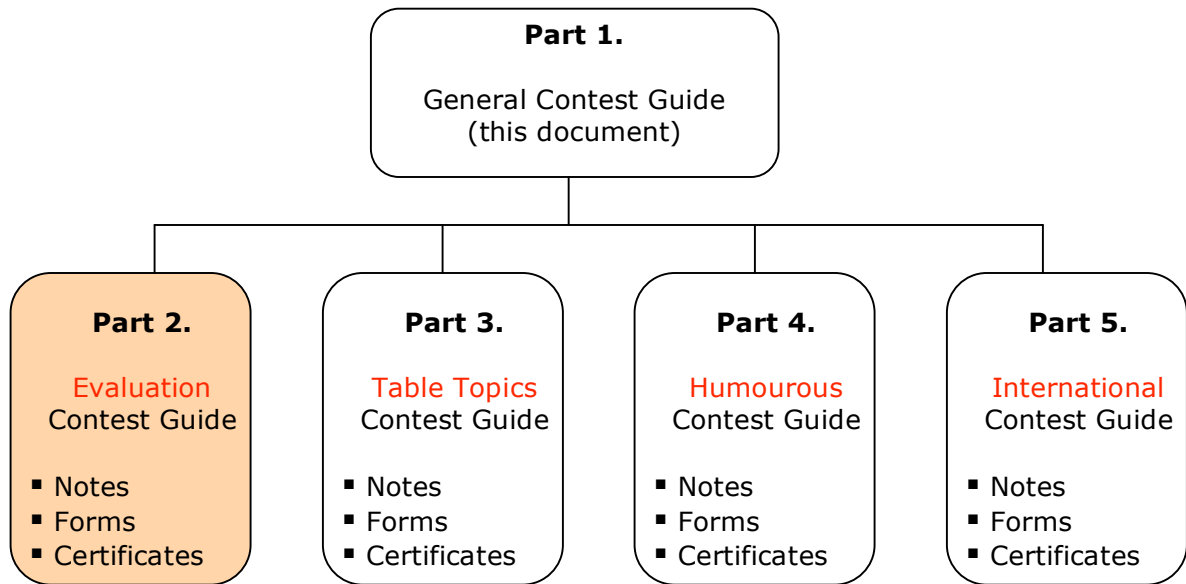 Part 1.
General Contest Guide
(this document)
Part 2.
Evaluation
Contest Guide
▪ Notes
▪ Forms
▪ Certificates
Part 3.
Table Topics
Contest Guide
▪ Notes
▪ Forms
▪ Certificates
Part 4.
Humourous
Contest Guide
▪ Notes
▪ Forms
▪ Certificates
Part 5.
International
Contest Guide
▪ Notes
▪ Forms
▪ Certificates